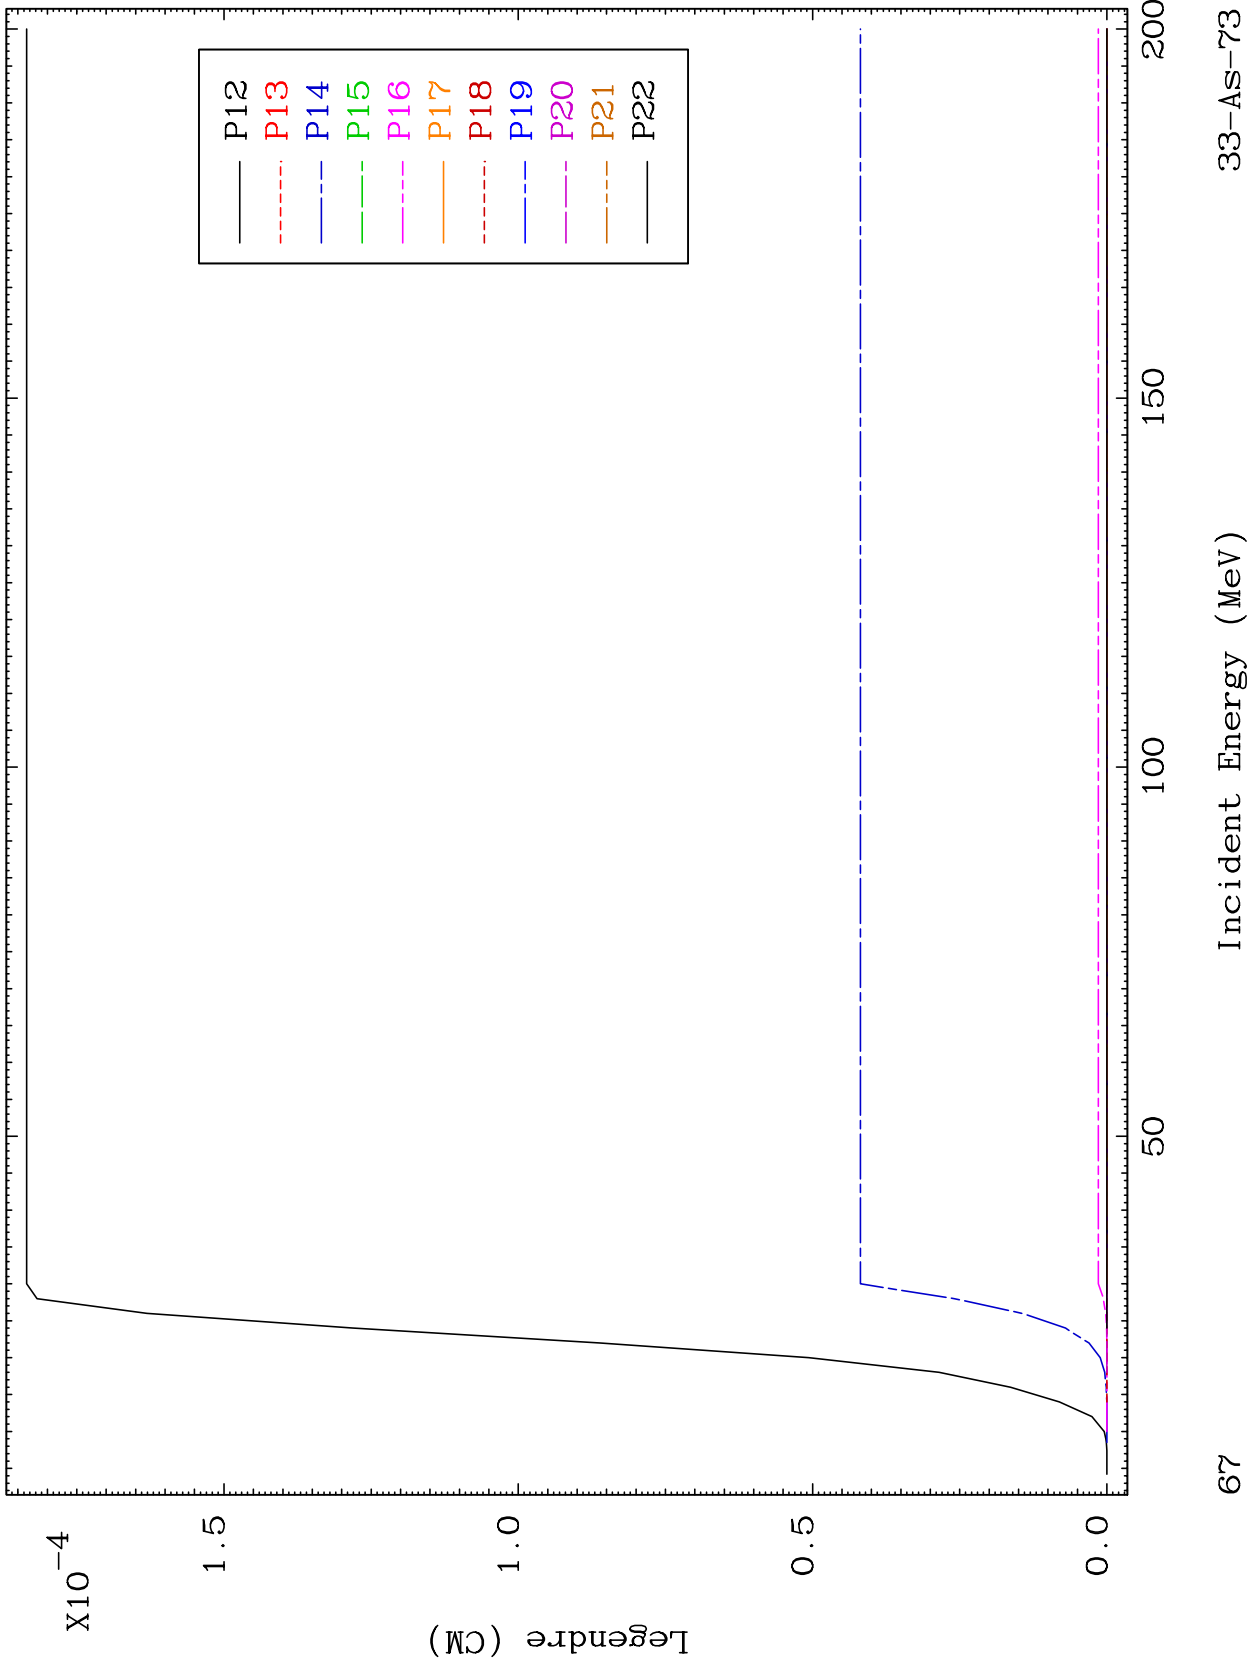 X10-4
Legendre (CM)
1.5
1.0
0.5
0.0
P12
P13
P14
P15
P16
P17
P18
P19
P20
P21
P22
50
100
150
200
Incident Energy (MeV)
67
33-As-73